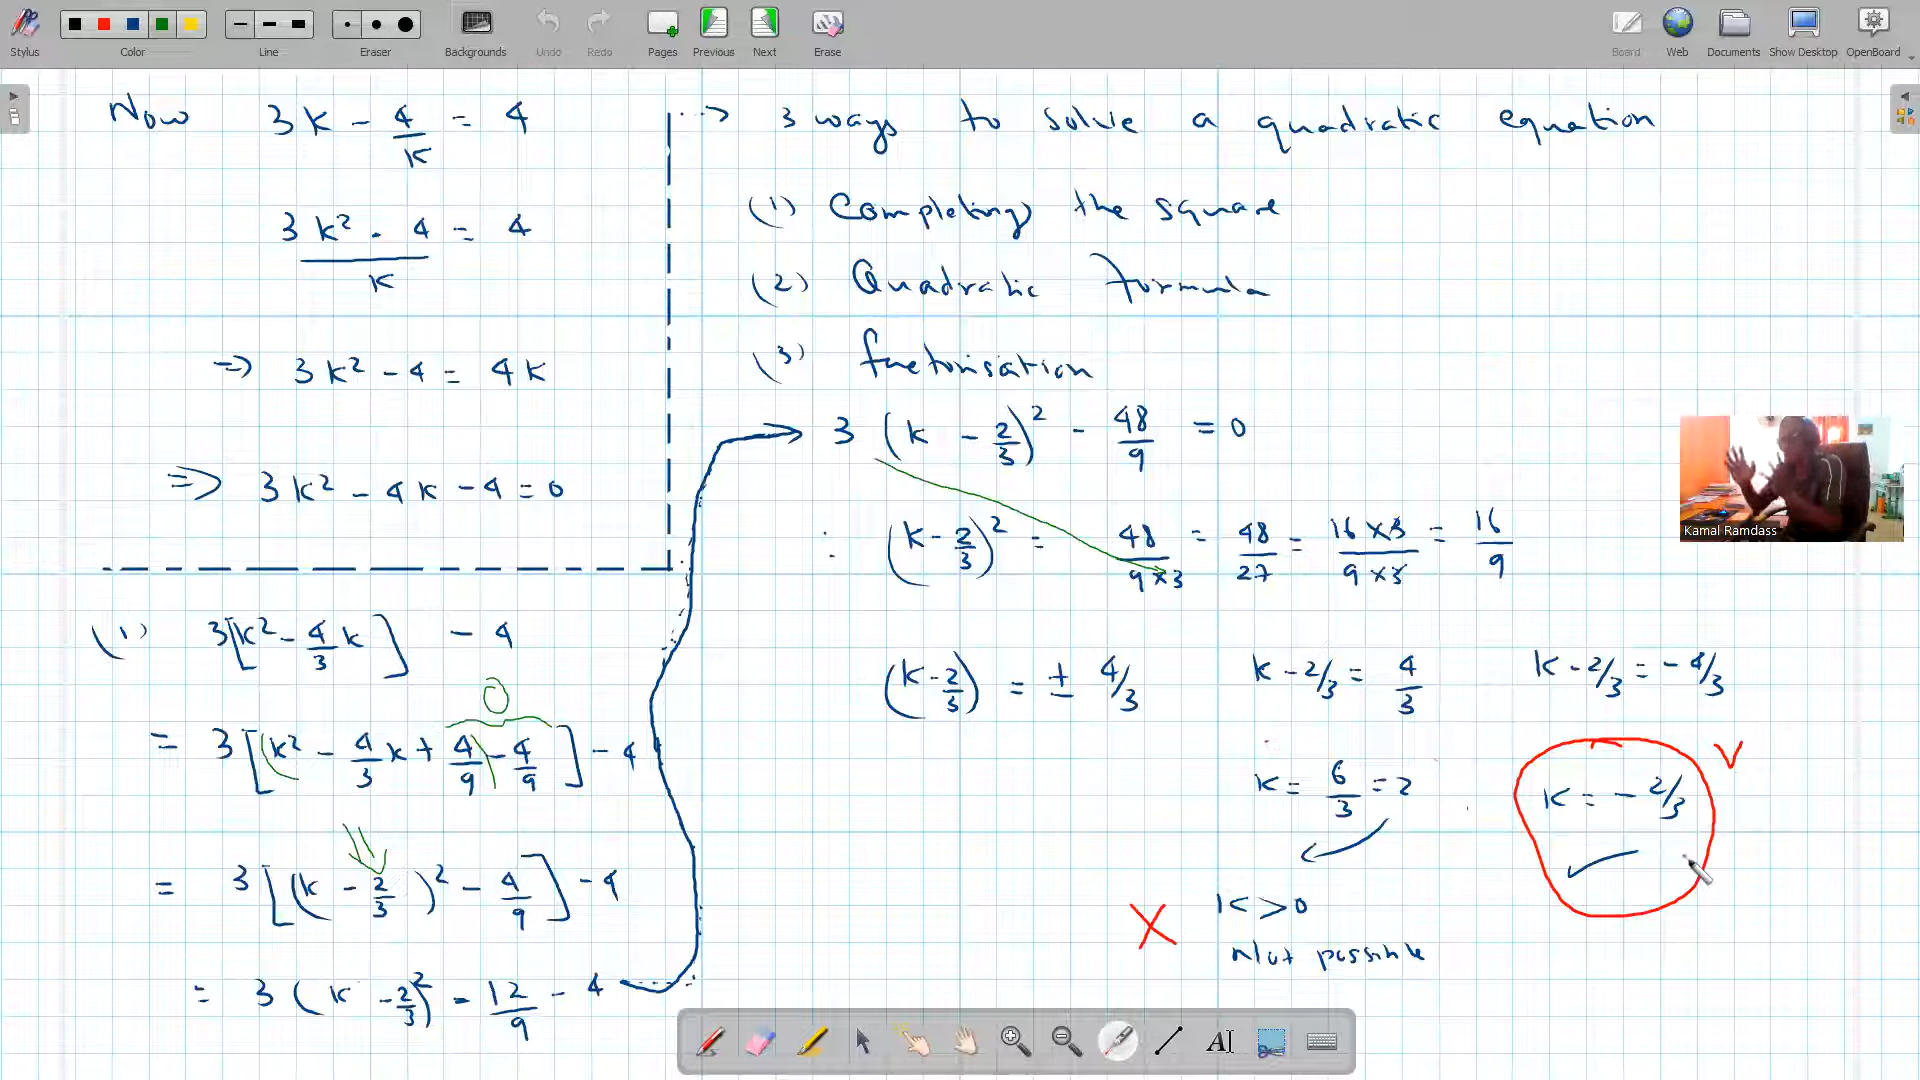 Stylus Color Line Eraser Backgrounds Undo Redo Pages Previous Next Erase Board Web Documents Show Desktop OpenBoard
Now 3k - 4/k = 4
(3k² - 4)/k = 4
=> 3k² - 4 = 4k
=> 3k² - 4k - 4 = 0
(1) 3[k² - 4/3 k] - 4
0
= 3[k² - 4/3 k + 4/9 - 4/9] - 4
= 3[(k - 2/3)² - 4/9] - 4
= 3(k - 2/3)² - 12/9 - 4
-> 3 ways to solve a quadratic equation
(1) Completing the square
(2) Quadratic formula
(3) factorisation
3(k - 2/3)² - 48/9 = 0
∴ (k - 2/3)² = 48/(9×3) = 48/27 = (16×3)/(9×3) = 16/9
(k - 2/3) = ± 4/3 k - 2/3 = 4/3 k - 2/3 = - 4/3
k = 6/3 = 2 k = - 2/3
k > 0
Not possible
Kamal Ramdass